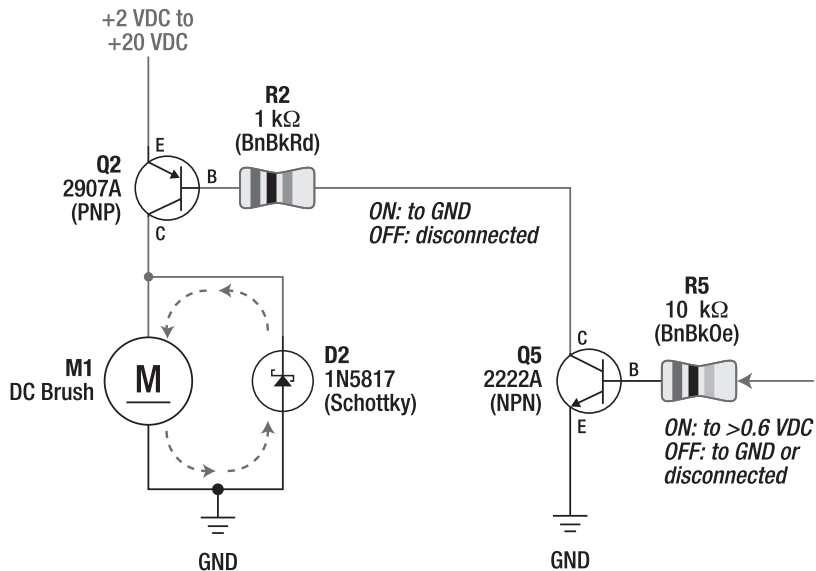 +2 VDC to
+20 VDC
R2
1 kΩ
(BnBkRd)
E
Q2
2907A
(PNP)
B
C
ON: to GND
OFF: disconnected
M1
DC Brush
M
D2
1N5817
(Schottky)
R5
10 kΩ
(BnBkOe)
C
Q5
2222A
(NPN)
B
E
ON: to >0.6 VDC
OFF: to GND or
disconnected
GND
GND